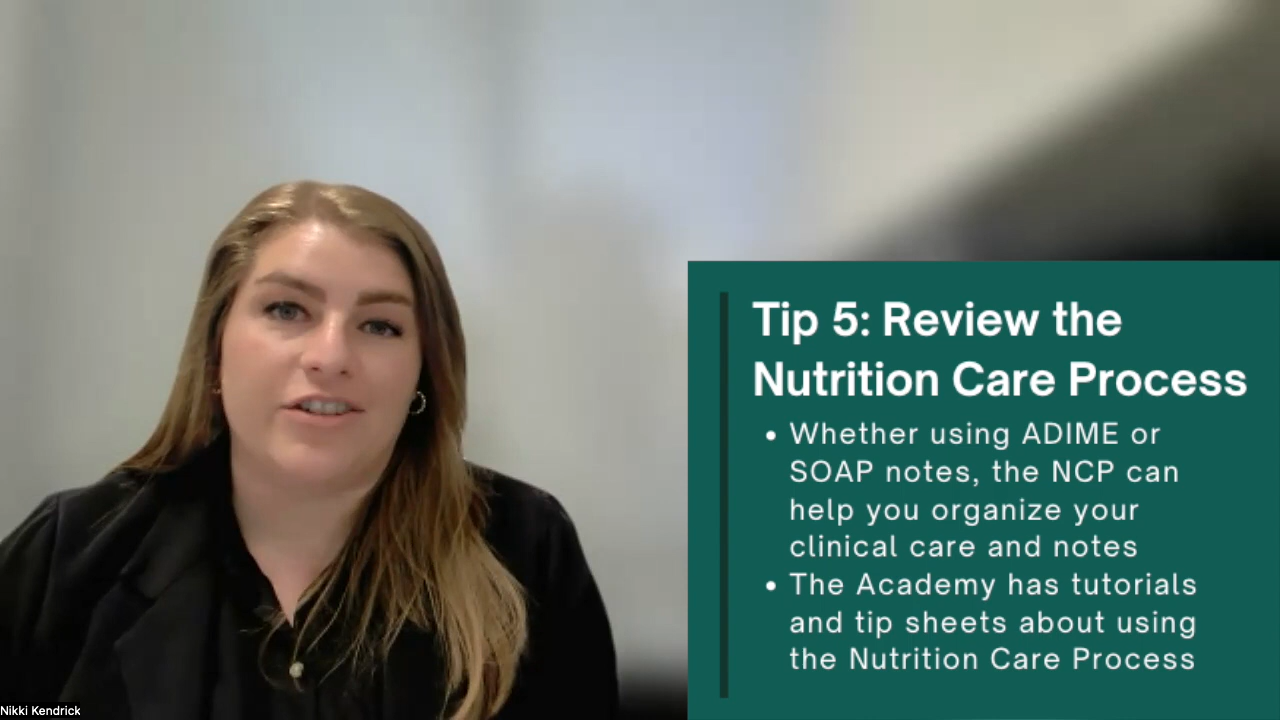 Tip 5: Review the
Nutrition Care Process
• Whether using ADIME or
SOAP notes, the NCP can
help you organize your
clinical care and notes
• The Academy has tutorials
and tip sheets about using
the Nutrition Care Process
Nikki Kendrick